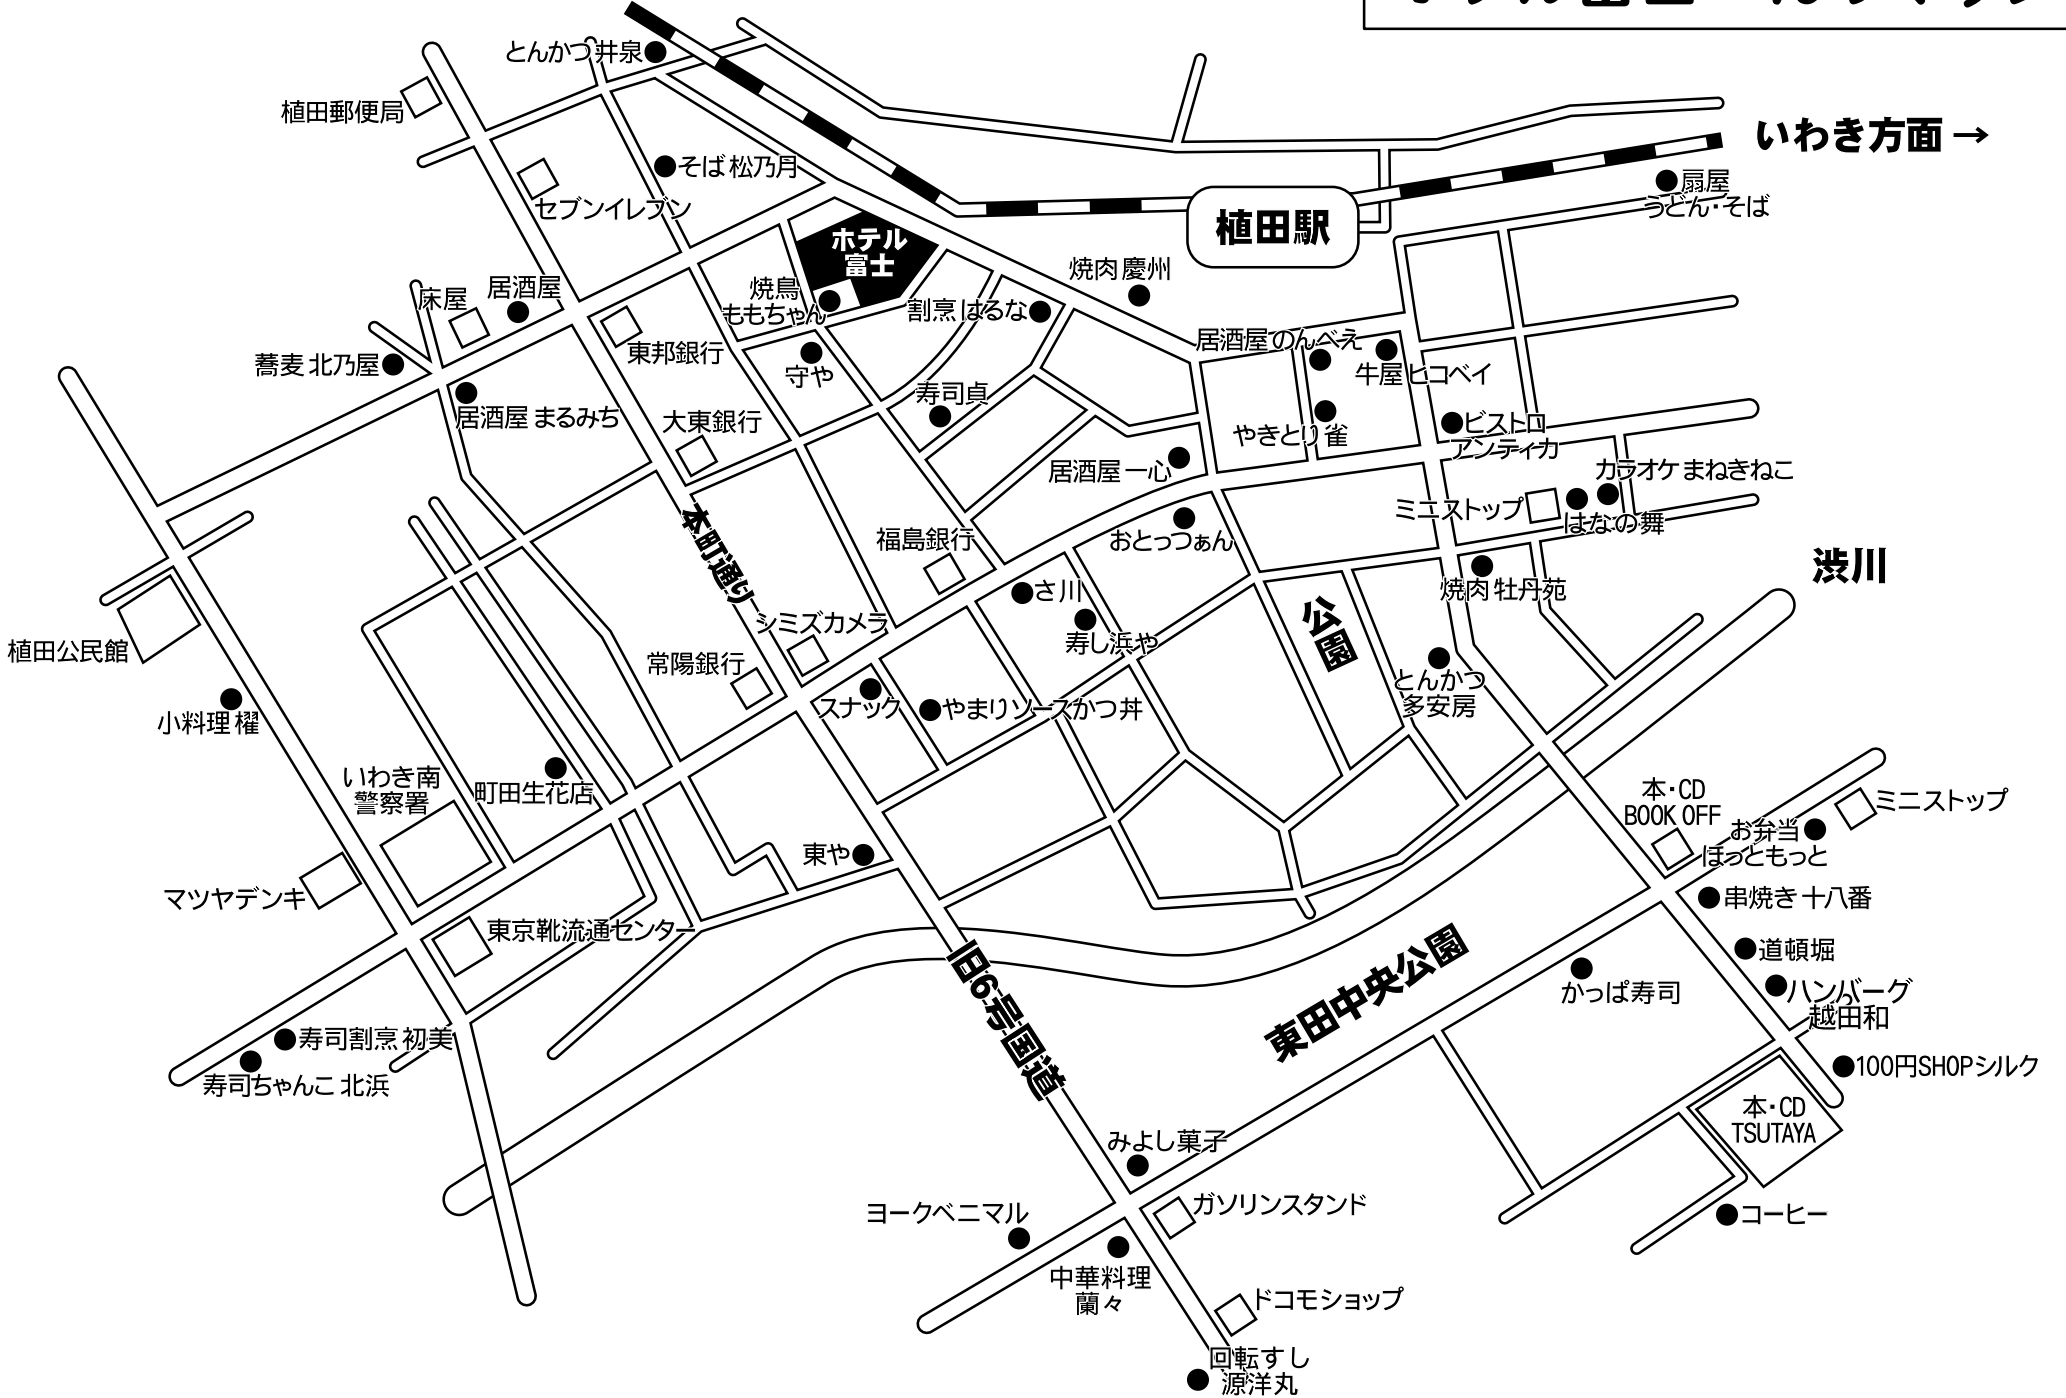 とんかつ 井泉
植田郵便局
いわき方面→
そば 松乃月
扇屋
うどん・そば
セブンイレブン
植田駅
ホテル
富士
焼肉 慶州
床屋
居酒屋
焼鳥
ももちゃん
割烹 はるな
東邦銀行
居酒屋 のんべえ
蕎麦 北乃屋
守や
牛屋 ヒコベイ
寿司貞
居酒屋 まるみち
大東銀行
やきとり 雀
ビストロ
アンティカ
居酒屋 一心
カラオケ まねきねこ
ミニストップ
はなの舞
本町通り
福島銀行
おとっつぁん
渋川
焼肉 牡丹苑
さ川
公園
シミズカメラ
寿し浜や
植田公民館
常陽銀行
とんかつ
多安房
スナック
やまりソースかつ丼
小料理 櫂
いわき南
警察署
町田生花店
本・CD
BOOK OFF
ミニストップ
お弁当
ほっともっと
東や
マツヤデンキ
串焼き 十八番
東京靴流通センター
道頓堀
旧6号国道
東田中央公園
かっぱ寿司
ハンバーグ
越田和
寿司割烹 初美
寿司ちゃんこ 北浜
100円SHOPシルク
本・CD
TSUTAYA
みよし菓子
ヨークベニマル
ガソリンスタンド
コーヒー
中華料理
蘭々
ドコモショップ
回転すし
源洋丸